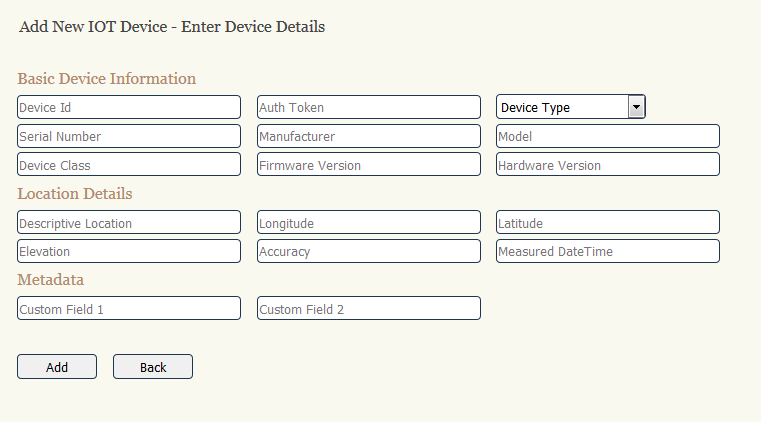 Add New IOT Device - Enter Device Details
Basic Device Information
Device Id Auth Token Device Type
Serial Number Manufacturer Model
Device Class Firmware Version Hardware Version
Location Details
Descriptive Location Longitude Latitude
Elevation Accuracy Measured DateTime
Metadata
Custom Field 1 Custom Field 2
Add Back